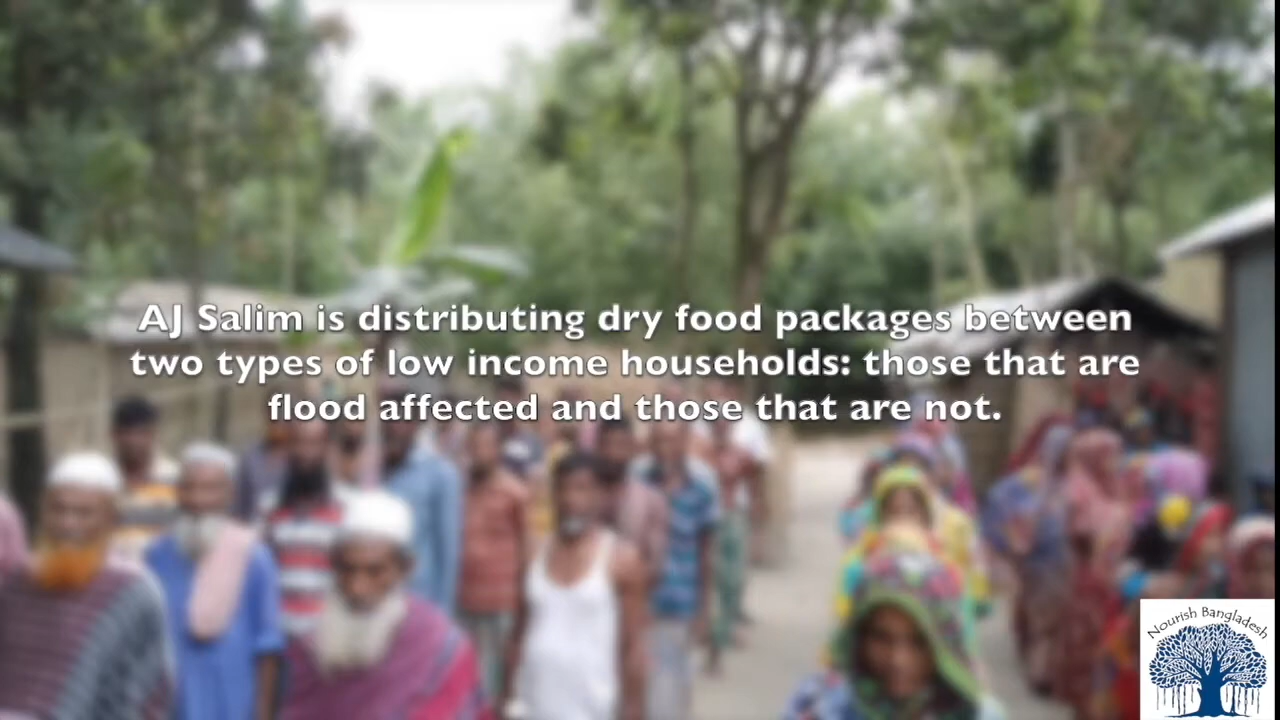 AJ Salim is distributing dry food packages between
two types of low income households: those that are
flood affected and those that are not.
Nourish Bangladesh